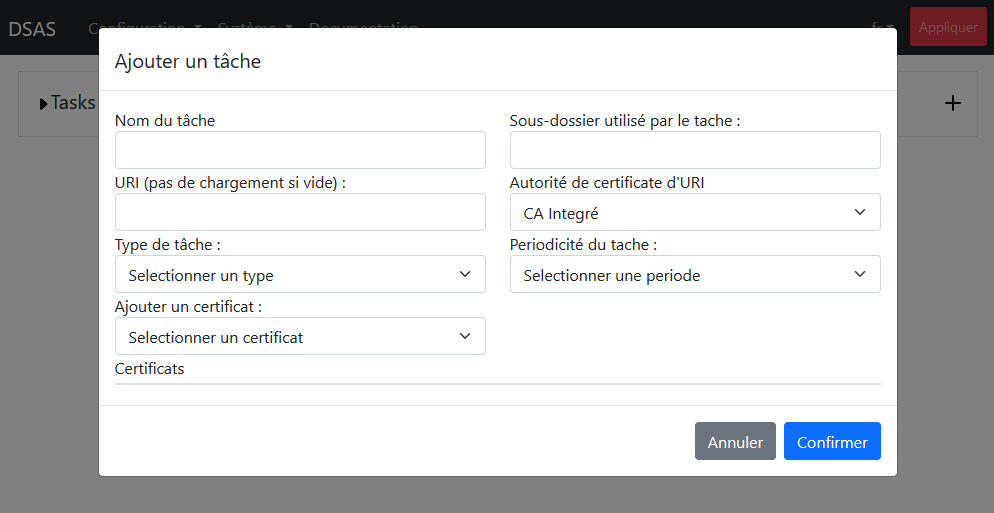 DSAS Configuration Système Documentation fr Appliquer
Ajouter un tâche
Tasks
Nom du tâche
Sous-dossier utilisé par le tache :
URI (pas de chargement si vide) :
Autorité de certificate d'URI
CA Integré
Type de tâche :
Periodicité du tache :
Selectionner un type
Selectionner une periode
Ajouter un certificat :
Selectionner un certificat
Certificats
Annuler
Confirmer